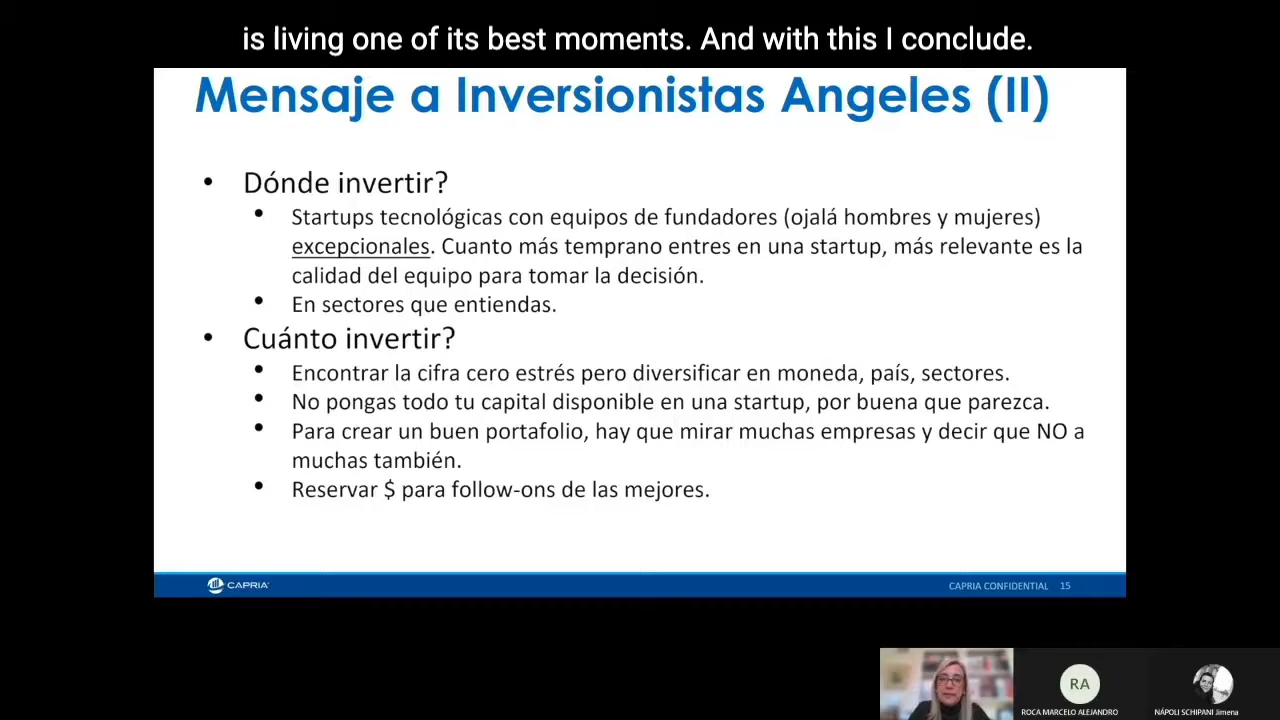 is living one of its best moments. And with this I conclude.
Mensaje a Inversionistas Angeles (II)
• Dónde invertir?
• Startups tecnológicas con equipos de fundadores (ojalá hombres y mujeres)
excepcionales. Cuanto más temprano entres en una startup, más relevante es la
calidad del equipo para tomar la decisión.
• En sectores que entiendas.
• Cuánto invertir?
• Encontrar la cifra cero estrés pero diversificar en moneda, país, sectores.
• No pongas todo tu capital disponible en una startup, por buena que parezca.
• Para crear un buen portafolio, hay que mirar muchas empresas y decir que NO a
muchas también.
• Reservar $ para follow-ons de las mejores.
CAPRIA
CAPRIA CONFIDENTIAL 15
RA
ROCA MARCELO ALEJANDRO
NÁPOLI SCHIPANI Jimena